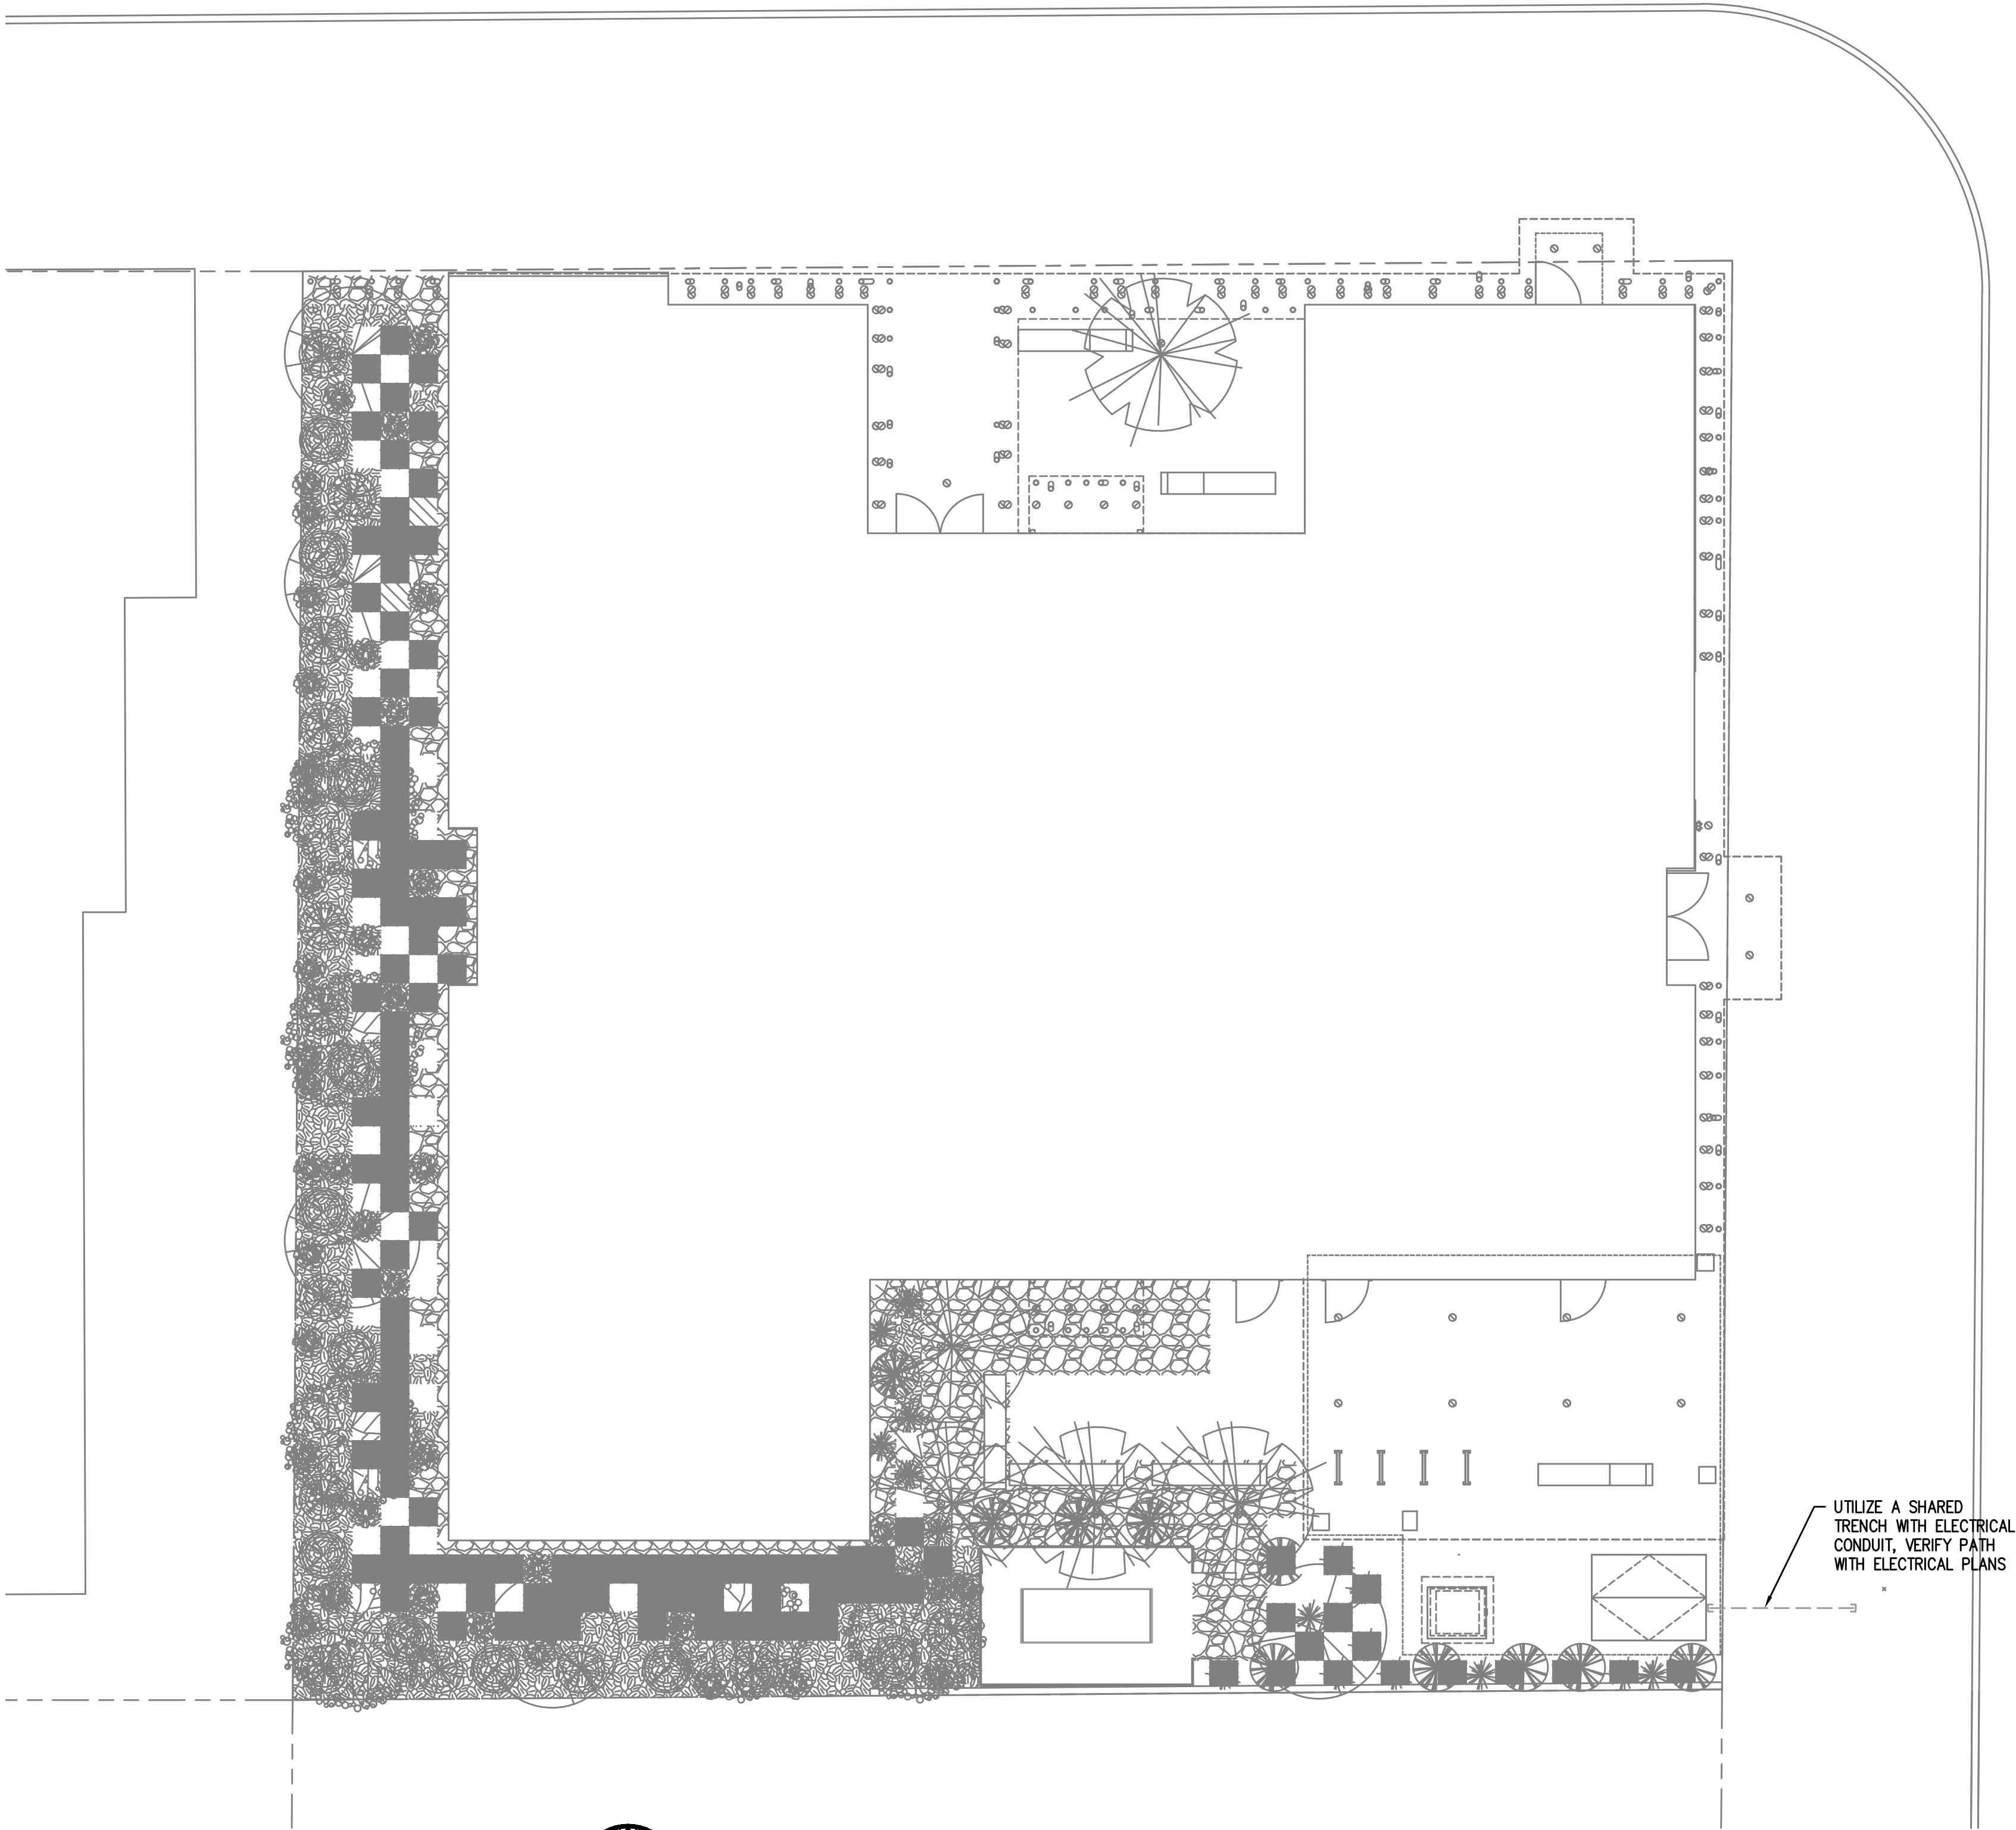 UTILIZE A SHARED
TRENCH WITH ELECTRICAL
CONDUIT, VERIFY PATH
WITH ELECTRICAL PLANS